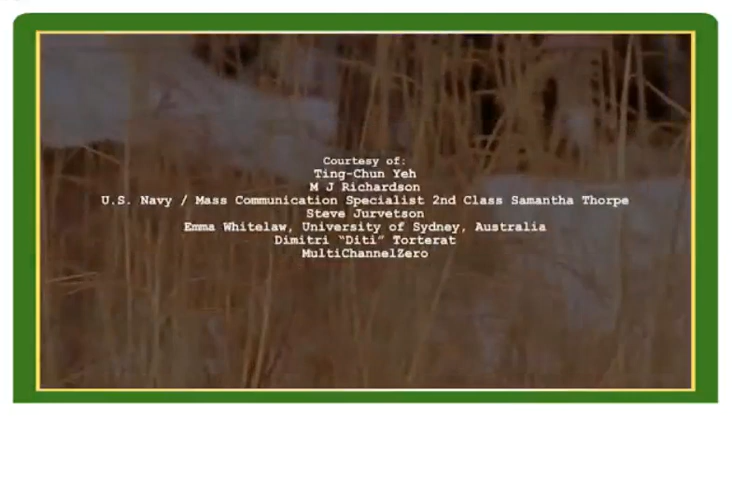 Courtesy of:
Ting-Chun Yeh
M J Richardson
U.S. Navy / Mass Communication Specialist 2nd Class Samantha Thorpe
Steve Jurvetson
Emma Whitelaw, University of Sydney, Australia
Dimitri “Diti” Torterat
MultiChannelZero